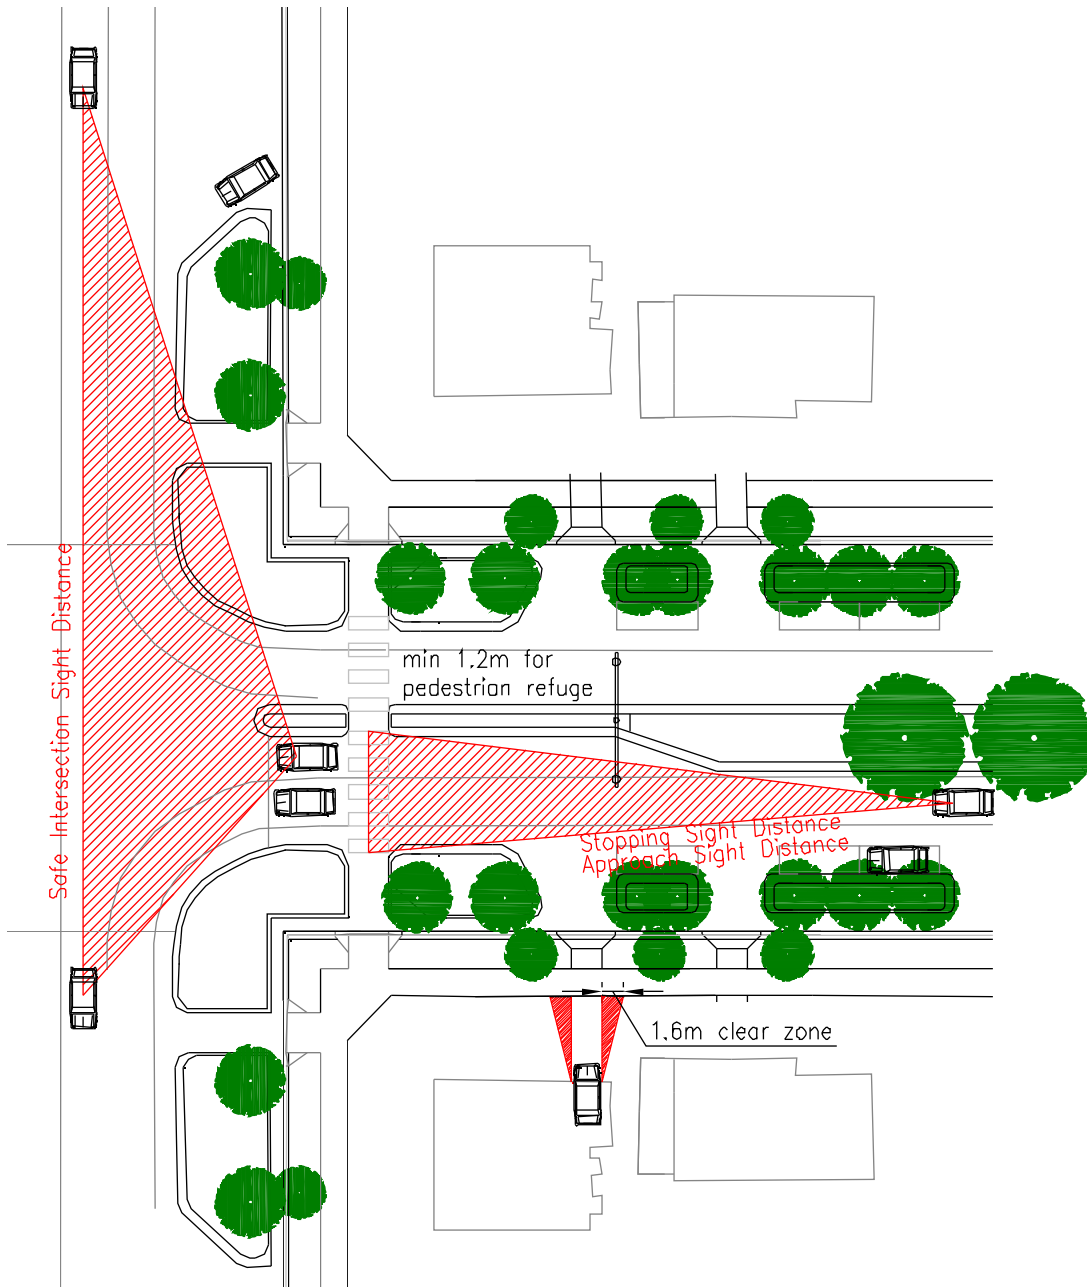 Safe Intersection Sight Distance
min 1.2m for
pedestrian refuge
Stopping Sight Distance
Approach Sight Distance
1.6m clear zone